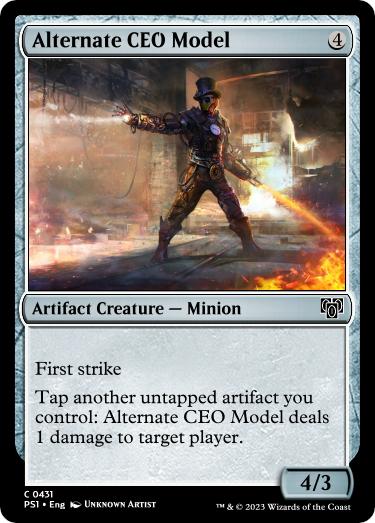 Alternate CEO Model 4
Artifact Creature — Minion
First strike
Tap another untapped artifact you
control: Alternate CEO Model deals
1 damage to target player.
4/3
C 0431
PS1 • Eng Unknown Artist
™ & © 2023 Wizards of the Coast